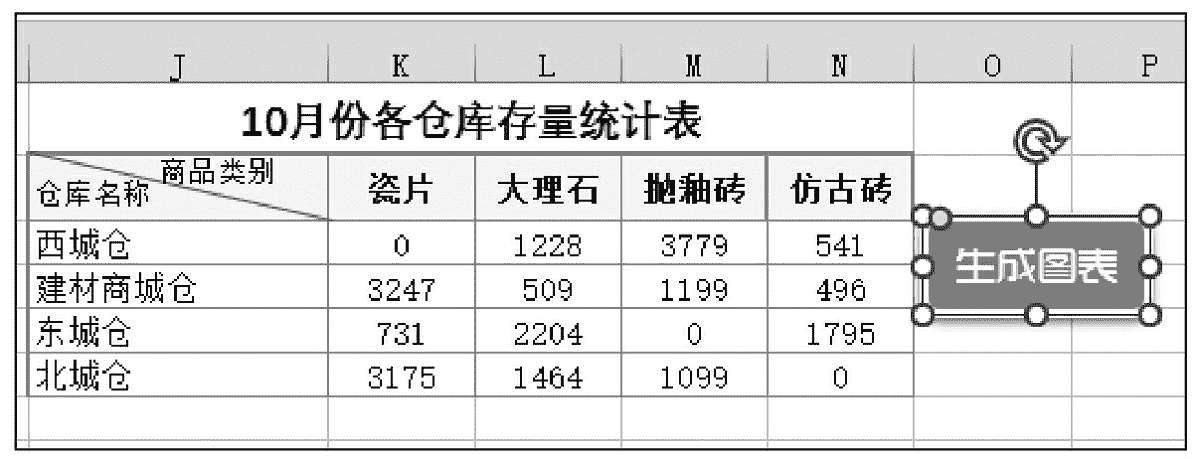 J K L M N O P
10月份各仓库存量统计表
商品类别
仓库名称 瓷片 大理石 抛釉砖 仿古砖
西城仓 0 1228 3779 541
生成图表
建材商城仓 3247 509 1199 496
东城仓 731 2204 0 1795
北城仓 3175 1464 1099 0